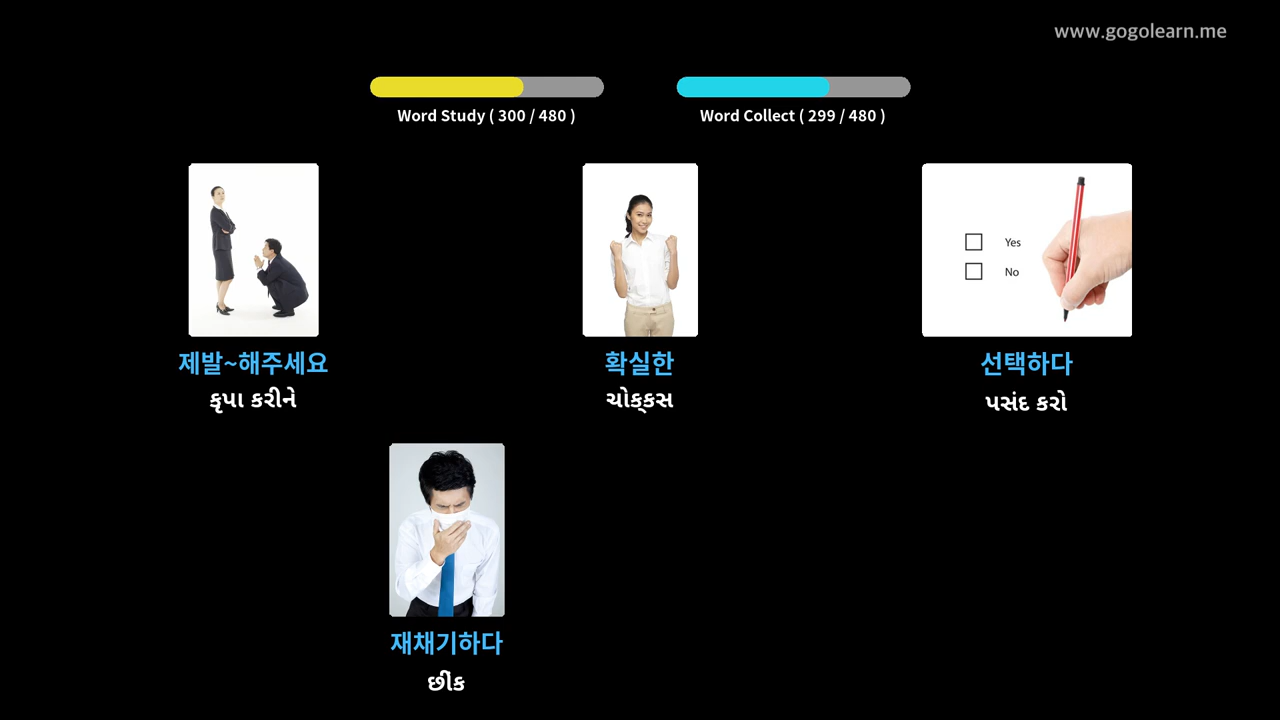 www.gogolearn.me
Word Study ( 300 / 480 )
Word Collect ( 299 / 480 )
Yes
No
제발~해주세요
확실한
선택하다
કૃપા કરીને
ચોક્કસ
પસંદ કરો
재채기하다
છીંક